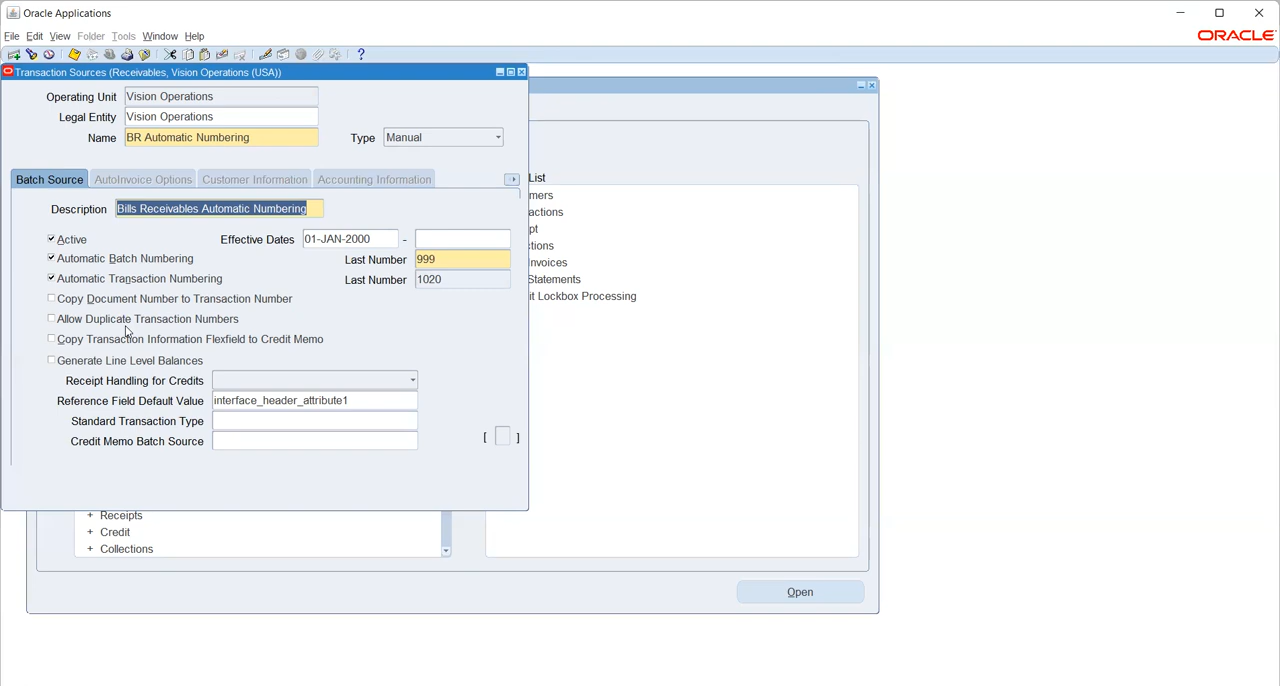 Oracle Applications
File Edit View Folder Tools Window Help
ORACLE
Transaction Sources (Receivables, Vision Operations (USA))
Operating Unit Vision Operations
Legal Entity Vision Operations
Name BR Automatic Numbering Type Manual
Batch Source AutoInvoice Options Customer Information Accounting Information
List
Description Bills Receivables Automatic Numbering
mers
actions
pt
ctions
Invoices
Statements
it Lockbox Processing
Active Effective Dates 01-JAN-2000 -
Automatic Batch Numbering Last Number 999
Automatic Transaction Numbering Last Number 1020
Copy Document Number to Transaction Number
Allow Duplicate Transaction Numbers
Copy Transaction Information Flexfield to Credit Memo
Generate Line Level Balances
Receipt Handling for Credits
Reference Field Default Value interface_header_attribute1
Standard Transaction Type
Credit Memo Batch Source [ ]
+ Receipts
+ Credit
+ Collections
Open